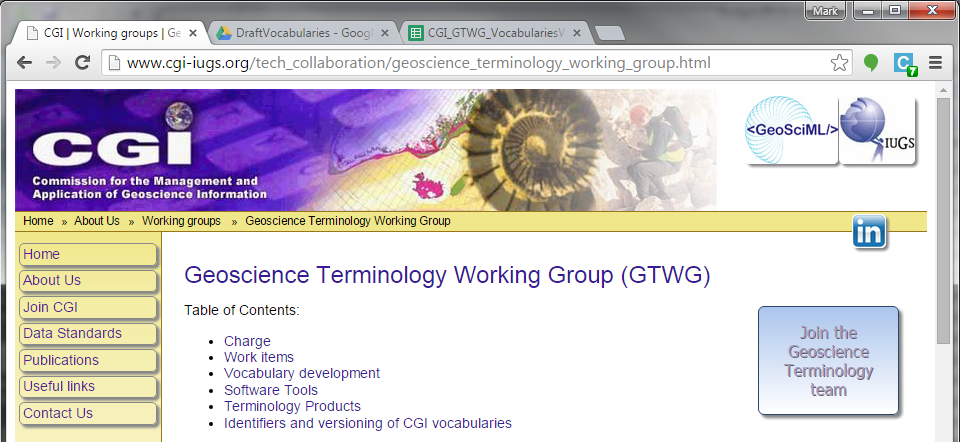 Mark
CGI | Working groups | Ge
DraftVocabularies - Googl
CGI_GTWG_VocabulariesV
www.cgi-iugs.org/tech_collaboration/geoscience_terminology_working_group.html
C
7
CGI
Commission for the Management and
Application of Geoscience Information
<GeoSciML/>
IUGS
Home » About Us » Working groups » Geoscience Terminology Working Group
in
Home
About Us
Join CGI
Data Standards
Publications
Useful links
Contact Us
Geoscience Terminology Working Group (GTWG)
Table of Contents:
• Charge
• Work items
• Vocabulary development
• Software Tools
• Terminology Products
• Identifiers and versioning of CGI vocabularies
Join the
Geoscience
Terminology
team